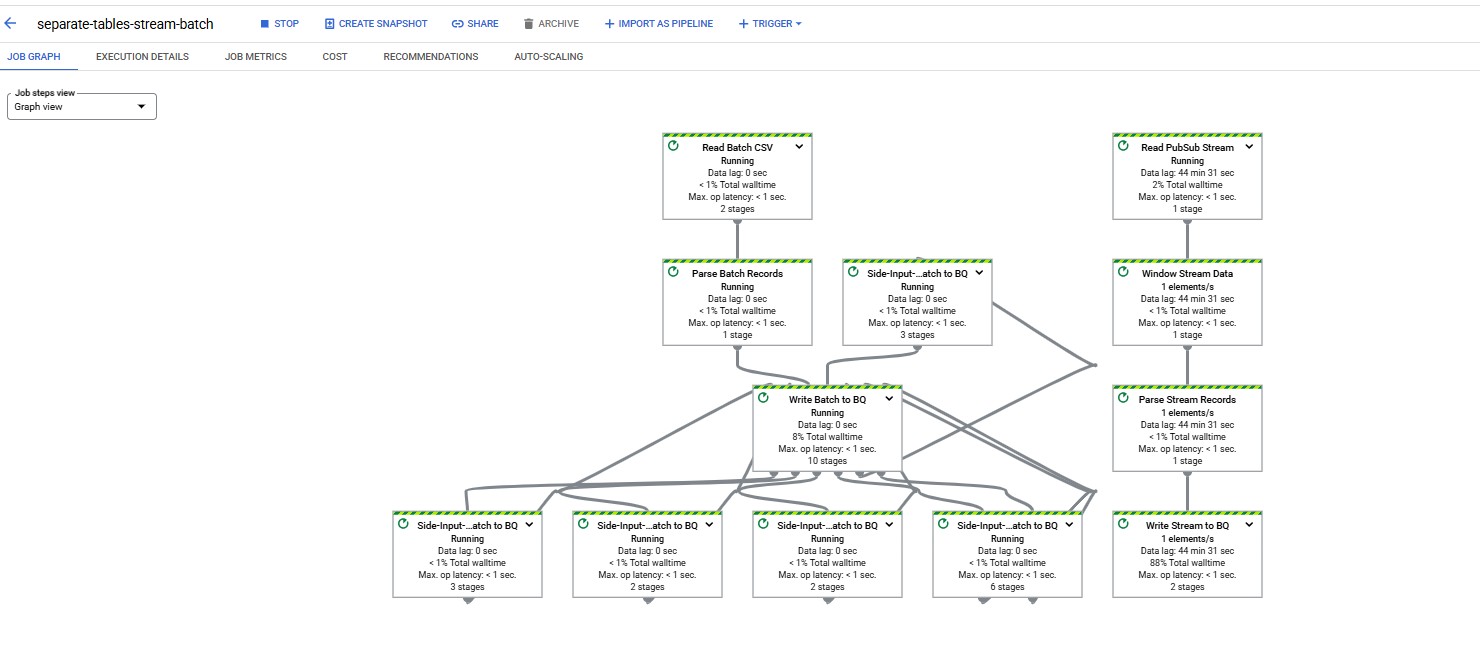 separate-tables-stream-batch
STOP
CREATE SNAPSHOT
SHARE
ARCHIVE
IMPORT AS PIPELINE
TRIGGER
JOB GRAPH
EXECUTION DETAILS
JOB METRICS
COST
RECOMMENDATIONS
AUTO-SCALING
Job steps view
Graph view
Read Batch CSV
Running
Data lag: 0 sec
< 1% Total walltime
Max. op latency: < 1 sec.
2 stages
Read PubSub Stream
Running
Data lag: 44 min 31 sec
2% Total walltime
Max. op latency: < 1 sec.
1 stage
Parse Batch Records
Running
Data lag: 0 sec
< 1% Total walltime
Max. op latency: < 1 sec.
1 stage
Side-Input-...atch to BQ
Running
Data lag: 0 sec
< 1% Total walltime
Max. op latency: < 1 sec.
3 stages
Window Stream Data
1 elements/s
Data lag: 44 min 31 sec
< 1% Total walltime
Max. op latency: < 1 sec.
1 stage
Write Batch to BQ
Running
Data lag: 0 sec
8% Total walltime
Max. op latency: < 1 sec.
10 stages
Parse Stream Records
1 elements/s
Data lag: 44 min 31 sec
< 1% Total walltime
Max. op latency: < 1 sec.
1 stage
Side-Input-...atch to BQ
Running
Data lag: 0 sec
< 1% Total walltime
Max. op latency: < 1 sec.
3 stages
Side-Input-...atch to BQ
Running
Data lag: 0 sec
< 1% Total walltime
Max. op latency: < 1 sec.
2 stages
Side-Input-...atch to BQ
Running
Data lag: 0 sec
< 1% Total walltime
Max. op latency: < 1 sec.
2 stages
Side-Input-...atch to BQ
Running
Data lag: 0 sec
< 1% Total walltime
Max. op latency: < 1 sec.
6 stages
Write Stream to BQ
1 elements/s
Data lag: 44 min 31 sec
88% Total walltime
Max. op latency: < 1 sec.
2 stages